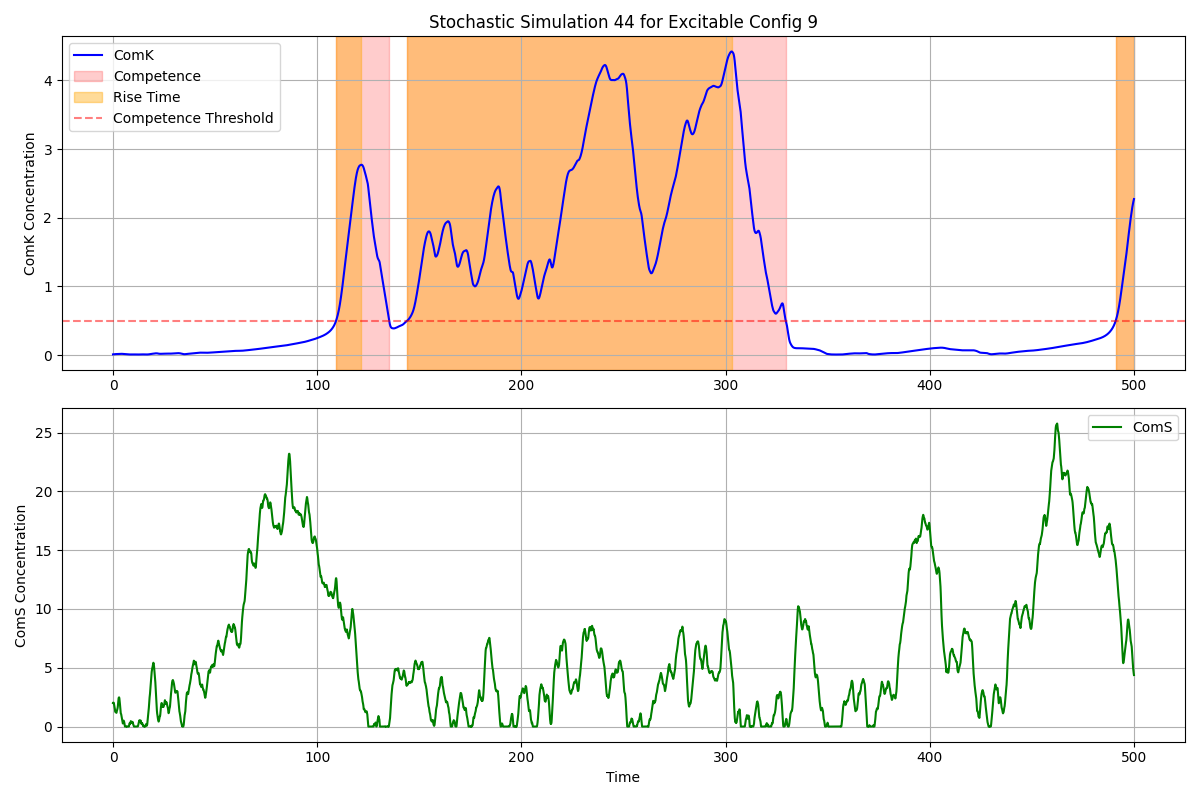 Stochastic Simulation 44 for Excitable Config 9
ComK
Competence
Rise Time
Competence Threshold
ComK Concentration
4
3
2
1
0
0 100 200 300 400 500
ComS
ComS Concentration
25
20
15
10
5
0
0 100 200 300 400 500
Time